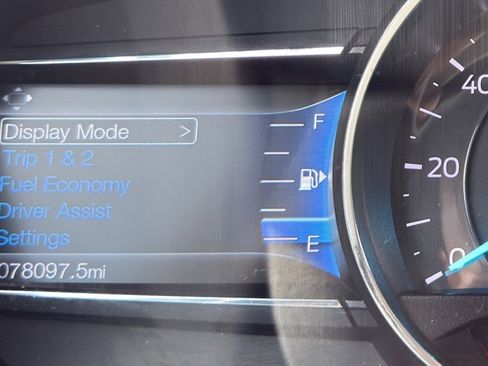 Display Mode >
Trip 1 & 2
Fuel Economy
Driver Assist
Settings
078097.5mi
F
E
40
20
0